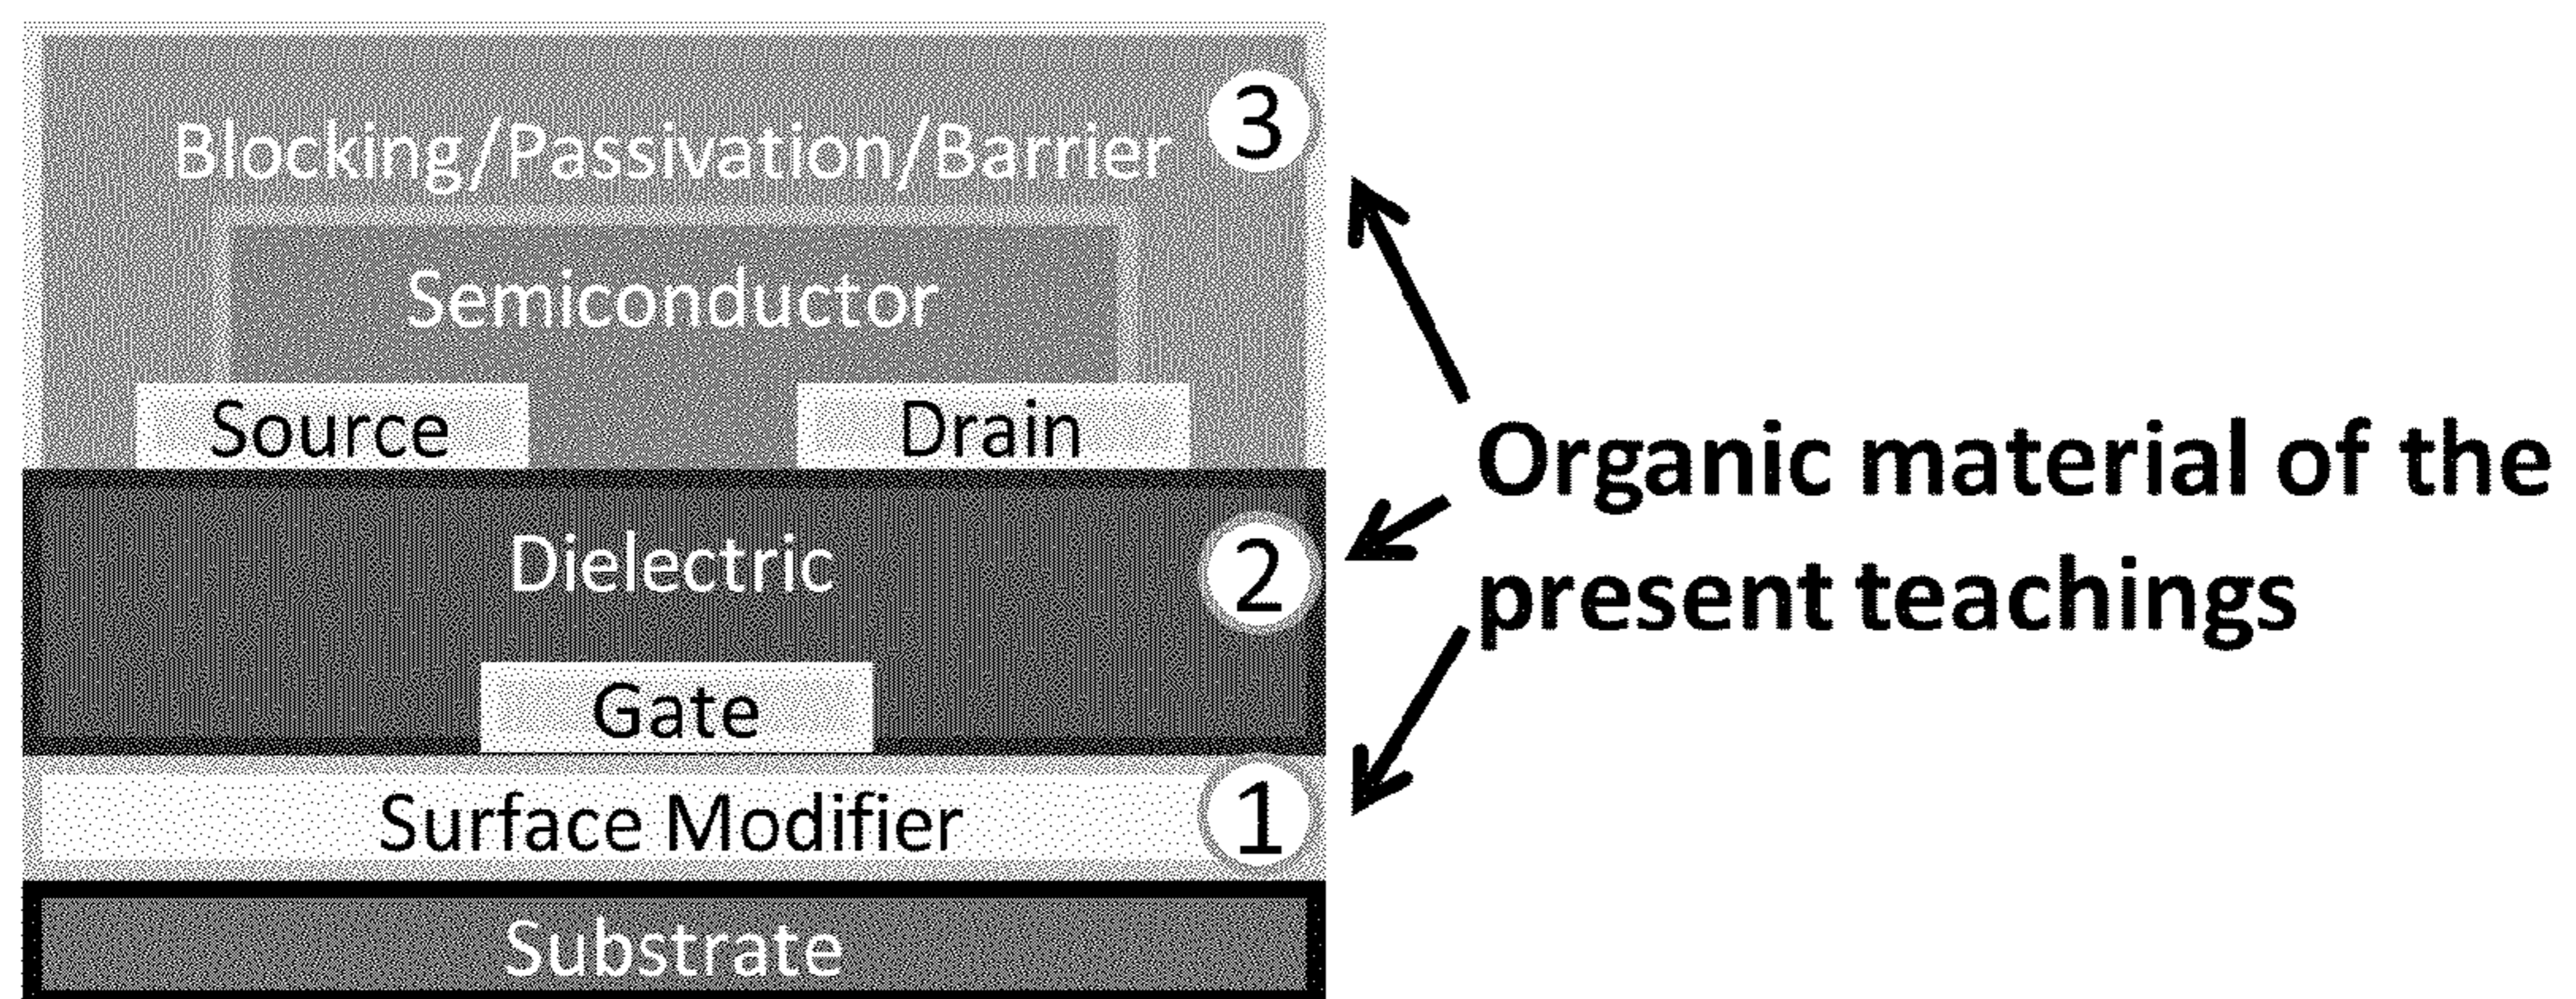 Blocking/Passivation/Barrier
3
Semiconductor
Source
Drain
Dielectric
2
Gate
Surface Modifier
1
Substrate
Organic material of the
present teachings